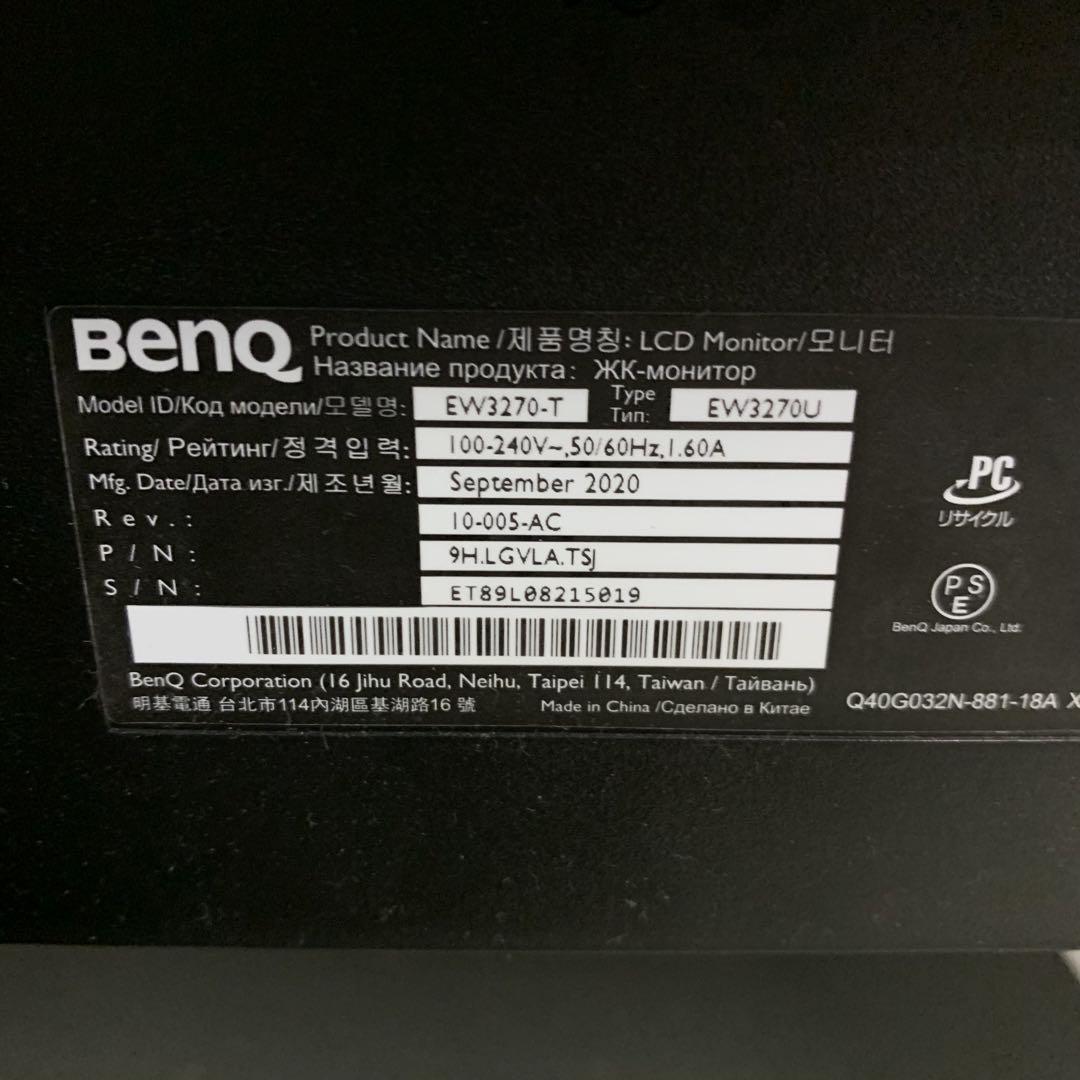 BenQ
Product Name /제품명칭: LCD Monitor/모니터
Название продукта: ЖК-монитор
Model ID/Код модели/모델명: EW3270-T Type Тип: EW3270U
Rating/ Рейтинг/정격입력: 100-240V~,50/60Hz,1.60A
Mfg. Date/Дата изг./제조년월: September 2020
Rev.: 10-005-AC
P/N: 9H.LGVLA.TSJ
S/N: ET89L08215019
BenQ Corporation (16 Jihu Road, Neihu, Taipei 114, Taiwan / Тайвань)
明基電通 台北市114內湖區基湖路16 號 Made in China /Сделано в Китае
PC
リサイクル
PSE
BenQ Japan Co., Ltd.
Q40G032N-881-18A X